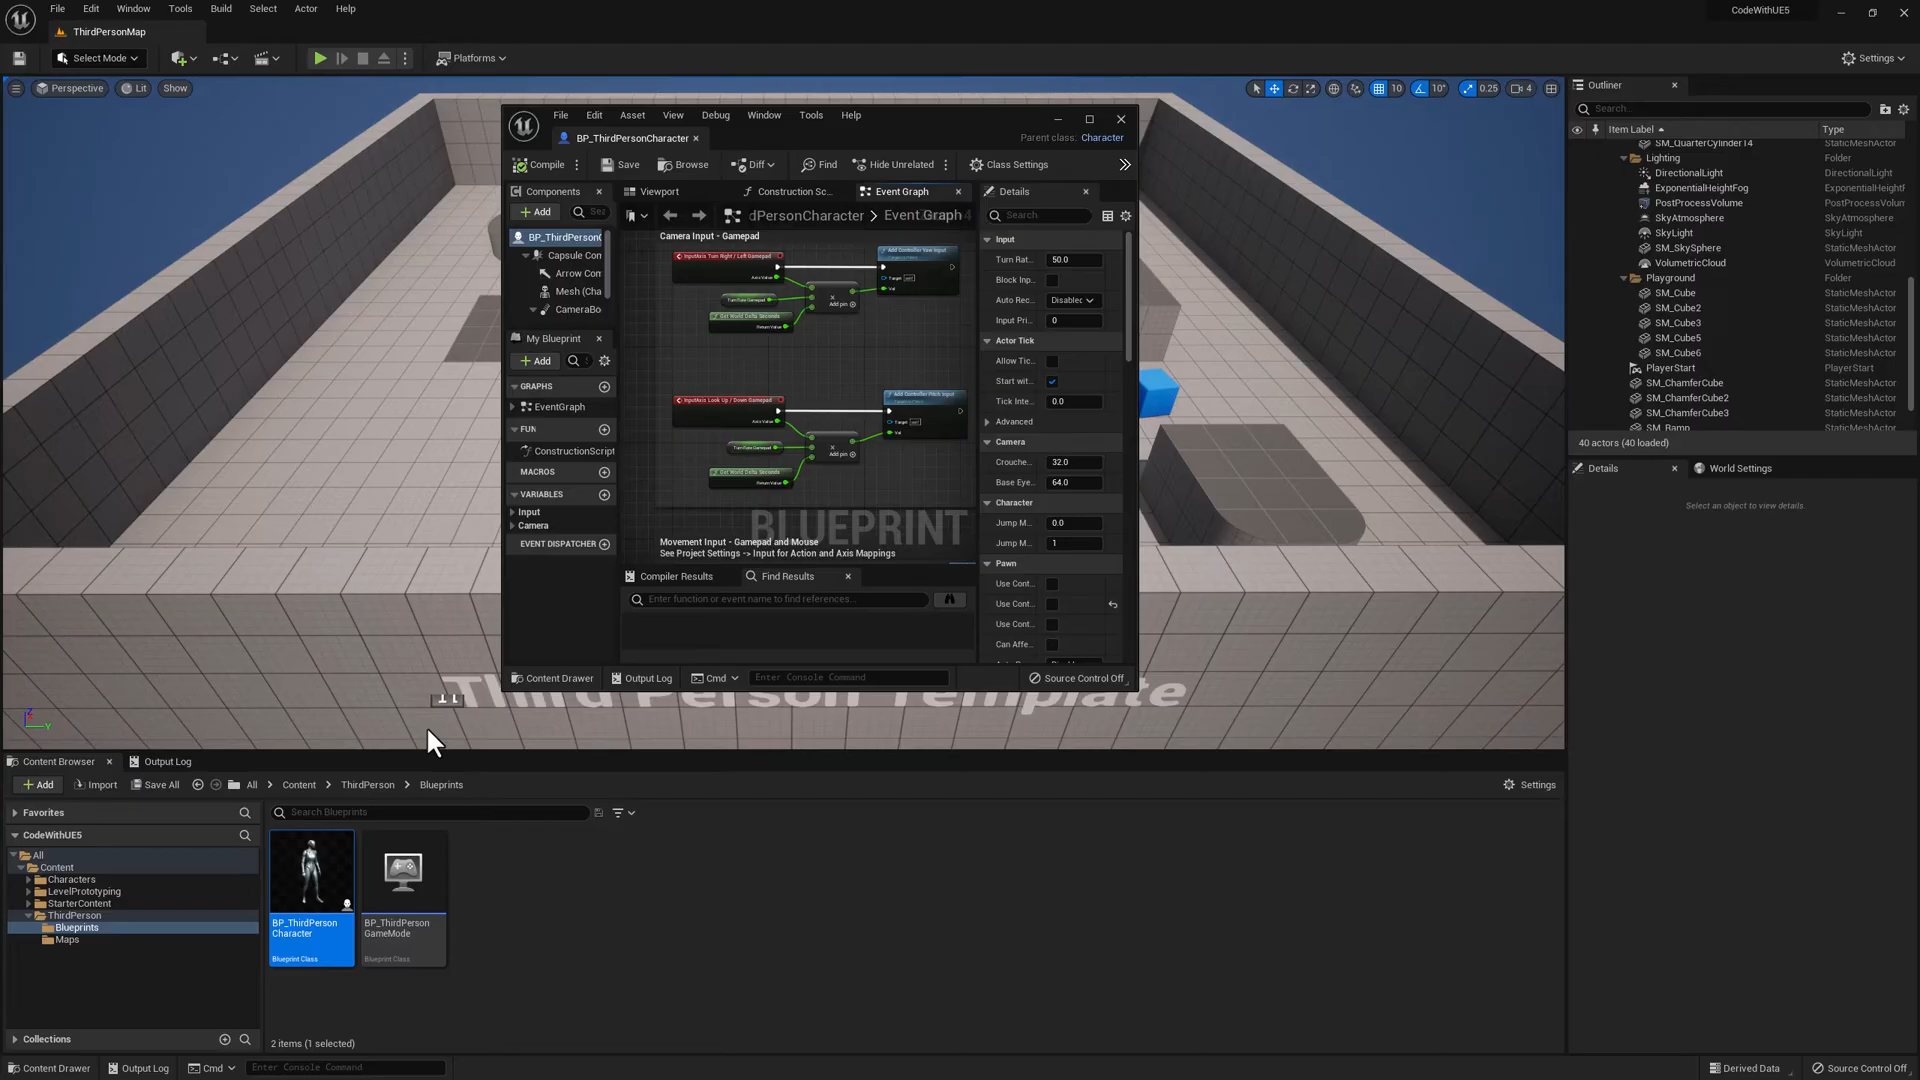 File Edit Window Tools Build Select Actor Help
CodeWithUE5
ThirdPersonMap
Select Mode
Platforms
Settings
Perspective Lit Show
10 10° 0.25 4
Outliner
Search...
Item Label Type
SM_QuarterCylinder14 StaticMeshActor
Lighting Folder
DirectionalLight DirectionalLight
ExponentialHeightFog ExponentialHeightF
PostProcessVolume PostProcessVolum
SkyAtmosphere SkyAtmosphere
SkyLight SkyLight
SM_SkySphere StaticMeshActor
VolumetricCloud VolumetricCloud
Playground Folder
SM_Cube StaticMeshActor
SM_Cube2 StaticMeshActor
SM_Cube3 StaticMeshActor
SM_Cube5 StaticMeshActor
SM_Cube6 StaticMeshActor
PlayerStart PlayerStart
SM_ChamferCube StaticMeshActor
SM_ChamferCube2 StaticMeshActor
SM_ChamferCube3 StaticMeshActor
SM_Ramp StaticMeshActor
40 actors (40 loaded)
Details World Settings
Select an object to view details.
File Edit Asset View Debug Window Tools Help
BP_ThirdPersonCharacter
Parent class: Character
Compile Save Browse Diff Find Hide Unrelated Class Settings
Components
Add
Sea
BP_ThirdPersonC
Capsule Com
Arrow Com
Mesh (Cha
CameraBo
My Blueprint
Add
GRAPHS
EventGraph
FUN
ConstructionScript
MACROS
VARIABLES
Input
Camera
EVENT DISPATCHER
Viewport Construction Sc... Event Graph
dPersonCharacter > Event Graph
Camera Input - Gamepad
InputAxis Turn Right / Left Gamepad
Axis Value
Turn Rate Gamepad
Get World Delta Seconds
Return Value
Add pin
Add Controller Yaw Input
Target self
Val
InputAxis Look Up / Down Gamepad
Axis Value
Turn Rate Gamepad
Get World Delta Seconds
Return Value
Add pin
Add Controller Pitch Input
Target self
Val
BLUEPRINT
Movement Input - Gamepad and Mouse
See Project Settings -> Input for Action and Axis Mappings
Compiler Results Find Results
Enter function or event name to find references...
Details
Search
Input
Turn Rat... 50.0
Block Inp...
Auto Rec... Disabled
Input Pri... 0
Actor Tick
Allow Tic...
Start wit...
Tick Inte... 0.0
Advanced
Camera
Crouche... 32.0
Base Eye... 64.0
Character
Jump M... 0.0
Jump M... 1
Pawn
Use Cont...
Use Cont...
Use Cont...
Can Affe...
Content Drawer Output Log Cmd Enter Console Command Source Control Off
Third Person Template
Content Browser Output Log
Add Import Save All All > Content > ThirdPerson > Blueprints
Settings
Favorites
CodeWithUE5
All
Content
Characters
LevelPrototyping
StarterContent
ThirdPerson
Blueprints
Maps
Collections
Search Blueprints
BP_ThirdPerson
Character
Blueprint Class
BP_ThirdPerson
GameMode
Blueprint Class
2 items (1 selected)
Content Drawer Output Log Cmd Enter Console Command
Derived Data Source Control Off